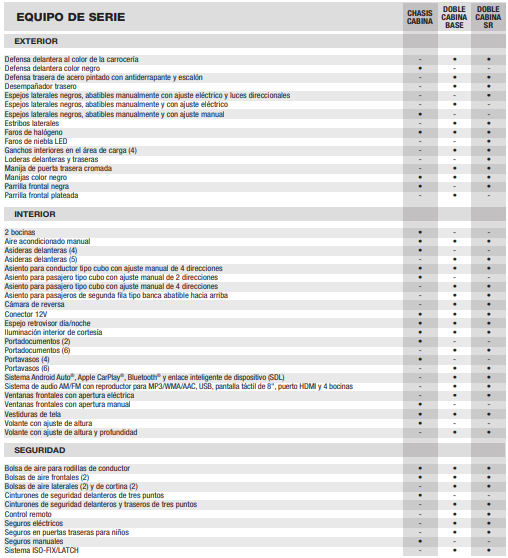 EQUIPO DE SERIE CHASIS CABINA DOBLE CABINA BASE DOBLE CABINA SR
EXTERIOR
Defensa delantera al color de la carrocería - • •
Defensa delantera color negro • - -
Defensa trasera de acero pintado con antiderrapante y escalón - • •
Desempañador trasero - • •
Espejos laterales negros, abatibles manualmente con ajuste eléctrico y luces direccionales - - •
Espejos laterales negros, abatibles manualmente y con ajuste eléctrico - • -
Espejos laterales negros, abatibles manualmente y con ajuste manual • - -
Estribos laterales - • •
Faros de halógeno • • •
Faros de niebla LED - - •
Ganchos interiores en el área de carga (4) - • •
Loderas delanteras y traseras - - •
Manija de puerta trasera cromada - • •
Manijas color negro • • •
Parrilla frontal negra • - •
Parrilla frontal plateada - • -
INTERIOR
2 bocinas • - -
Aire acondicionado manual • • •
Asideras delanteras (4) • - -
Asideras delanteras (5) - • •
Asiento para conductor tipo cubo con ajuste manual de 4 direcciones • • •
Asiento para pasajero tipo cubo con ajuste manual de 2 direcciones • - -
Asiento para pasajero tipo cubo con ajuste manual de 4 direcciones - • •
Asiento para pasajeros de segunda fila tipo banca abatible hacia arriba - • •
Cámara de reversa - • •
Conector 12V • • •
Espejo retrovisor día/noche • • •
Iluminación interior de cortesía • • •
Portadocumentos (2) • - -
Portadocumentos (6) - • •
Portavasos (4) • - -
Portavasos (6) - • •
Sistema Android Auto®, Apple CarPlay®, Bluetooth® y enlace inteligente de dispositivo (SDL) - • •
Sistema de audio AM/FM con reproductor para MP3/WMA/AAC, USB, pantalla táctil de 8", puerto HDMI y 4 bocinas - • •
Ventanas frontales con apertura eléctrica - • •
Ventanas frontales con apertura manual • - -
Vestiduras de tela • • •
Volante con ajuste de altura • - -
Volante con ajuste de altura y profundidad - • •
SEGURIDAD
Bolsa de aire para rodillas de conductor • • •
Bolsas de aire frontales (2) • • •
Bolsas de aire laterales (2) y de cortina (2) - • •
Cinturones de seguridad delanteros de tres puntos • - -
Cinturones de seguridad delanteros y traseros de tres puntos - • •
Control remoto - • •
Seguros eléctricos - • •
Seguros en puertas traseras para niños - • •
Seguros manuales • - -
Sistema ISO-FIX/LATCH - • •